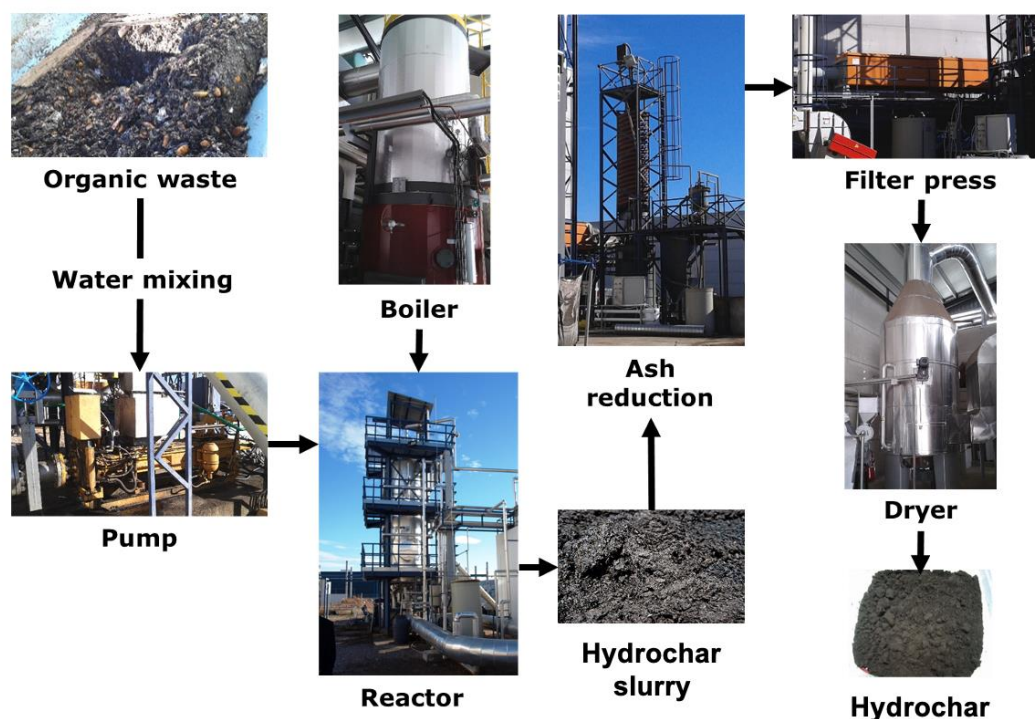 Organic waste
Water mixing
Pump
Boiler
Reactor
Hydrochar
slurry
Ash
reduction
Filter press
Dryer
Hydrochar